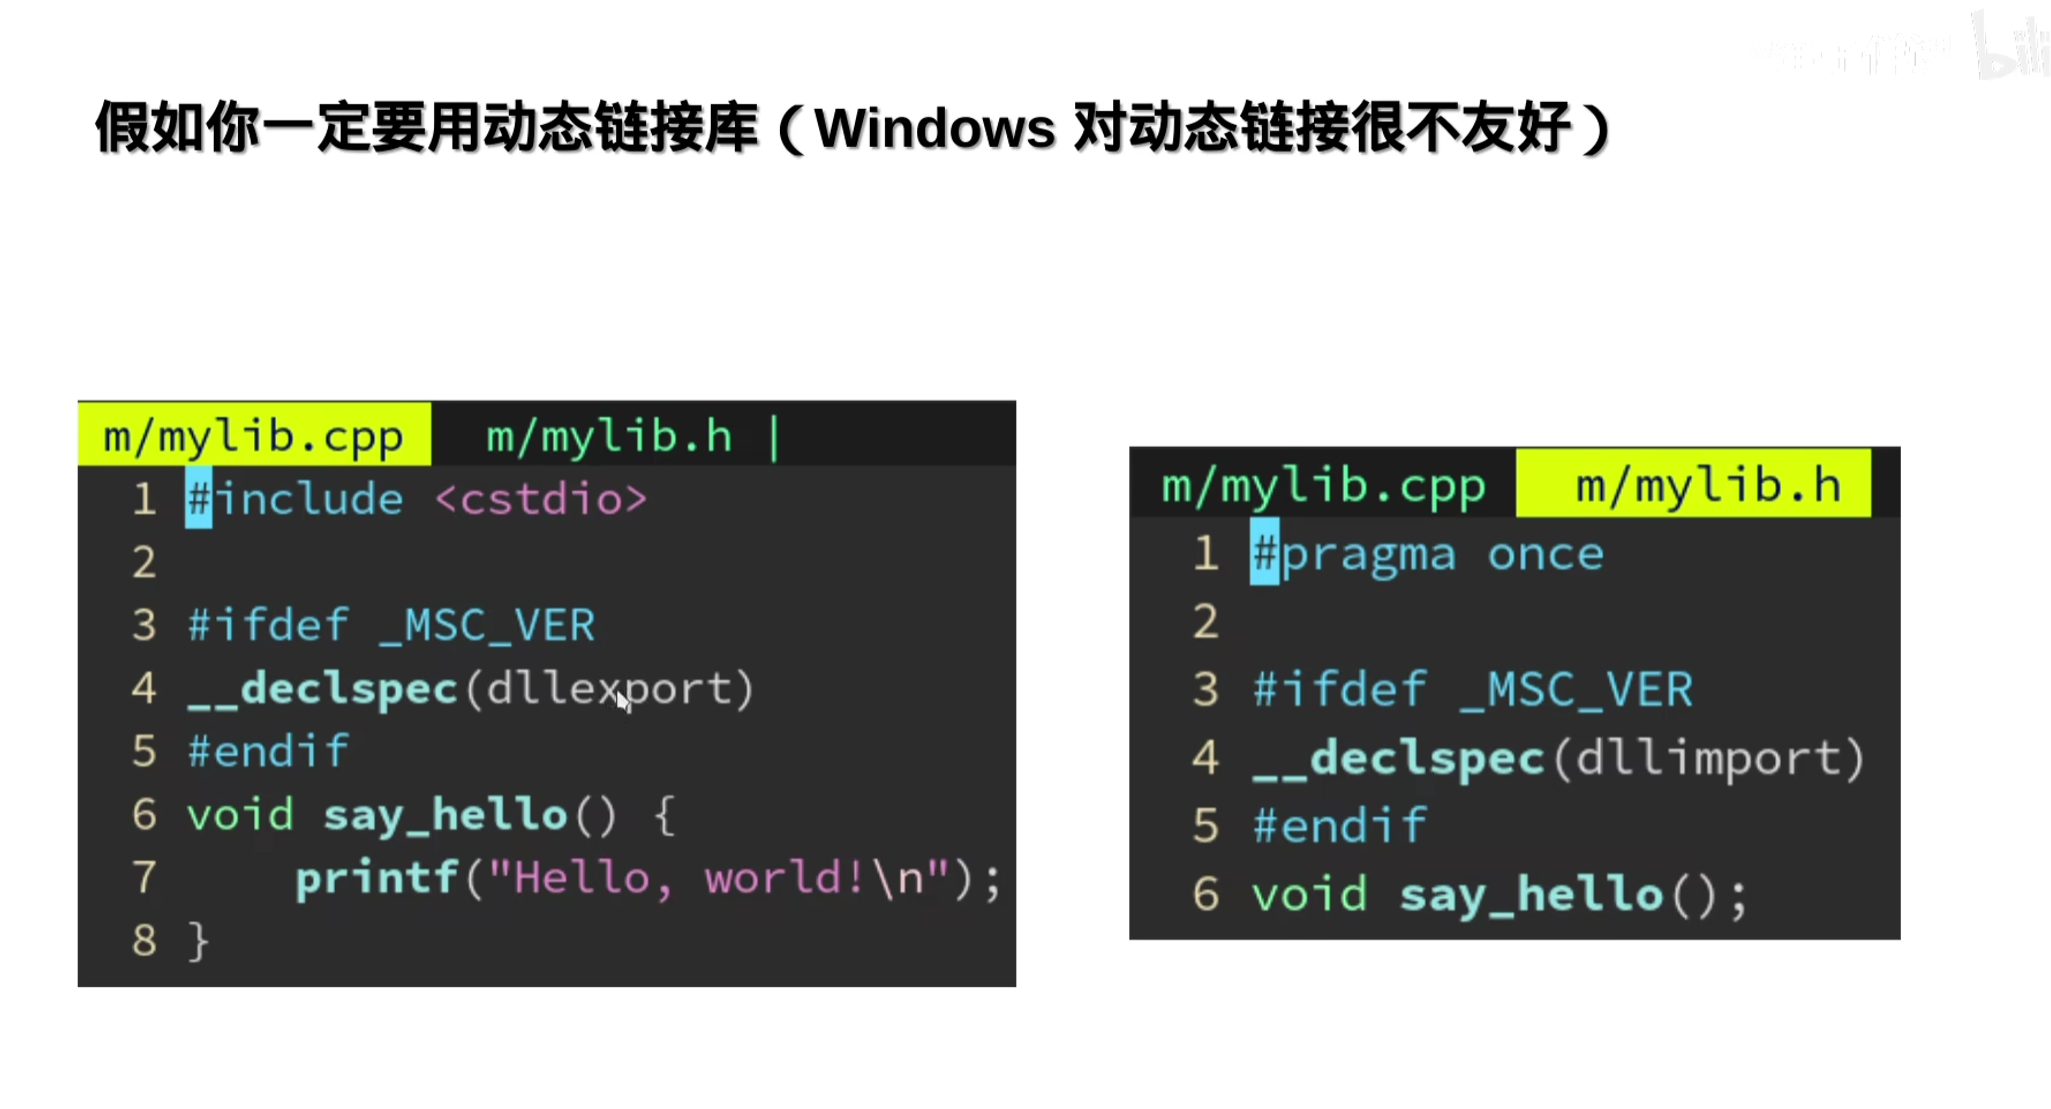 bili
假如你一定要用动态链接库（Windows 对动态链接很不友好）
m/mylib.cpp m/mylib.h |
1 #include <cstdio>
2
3 #ifdef _MSC_VER
4 __declspec(dllexport)
5 #endif
6 void say_hello() {
7     printf("Hello, world!\n");
8 }
m/mylib.cpp m/mylib.h
1 #pragma once
2
3 #ifdef _MSC_VER
4 __declspec(dllimport)
5 #endif
6 void say_hello();